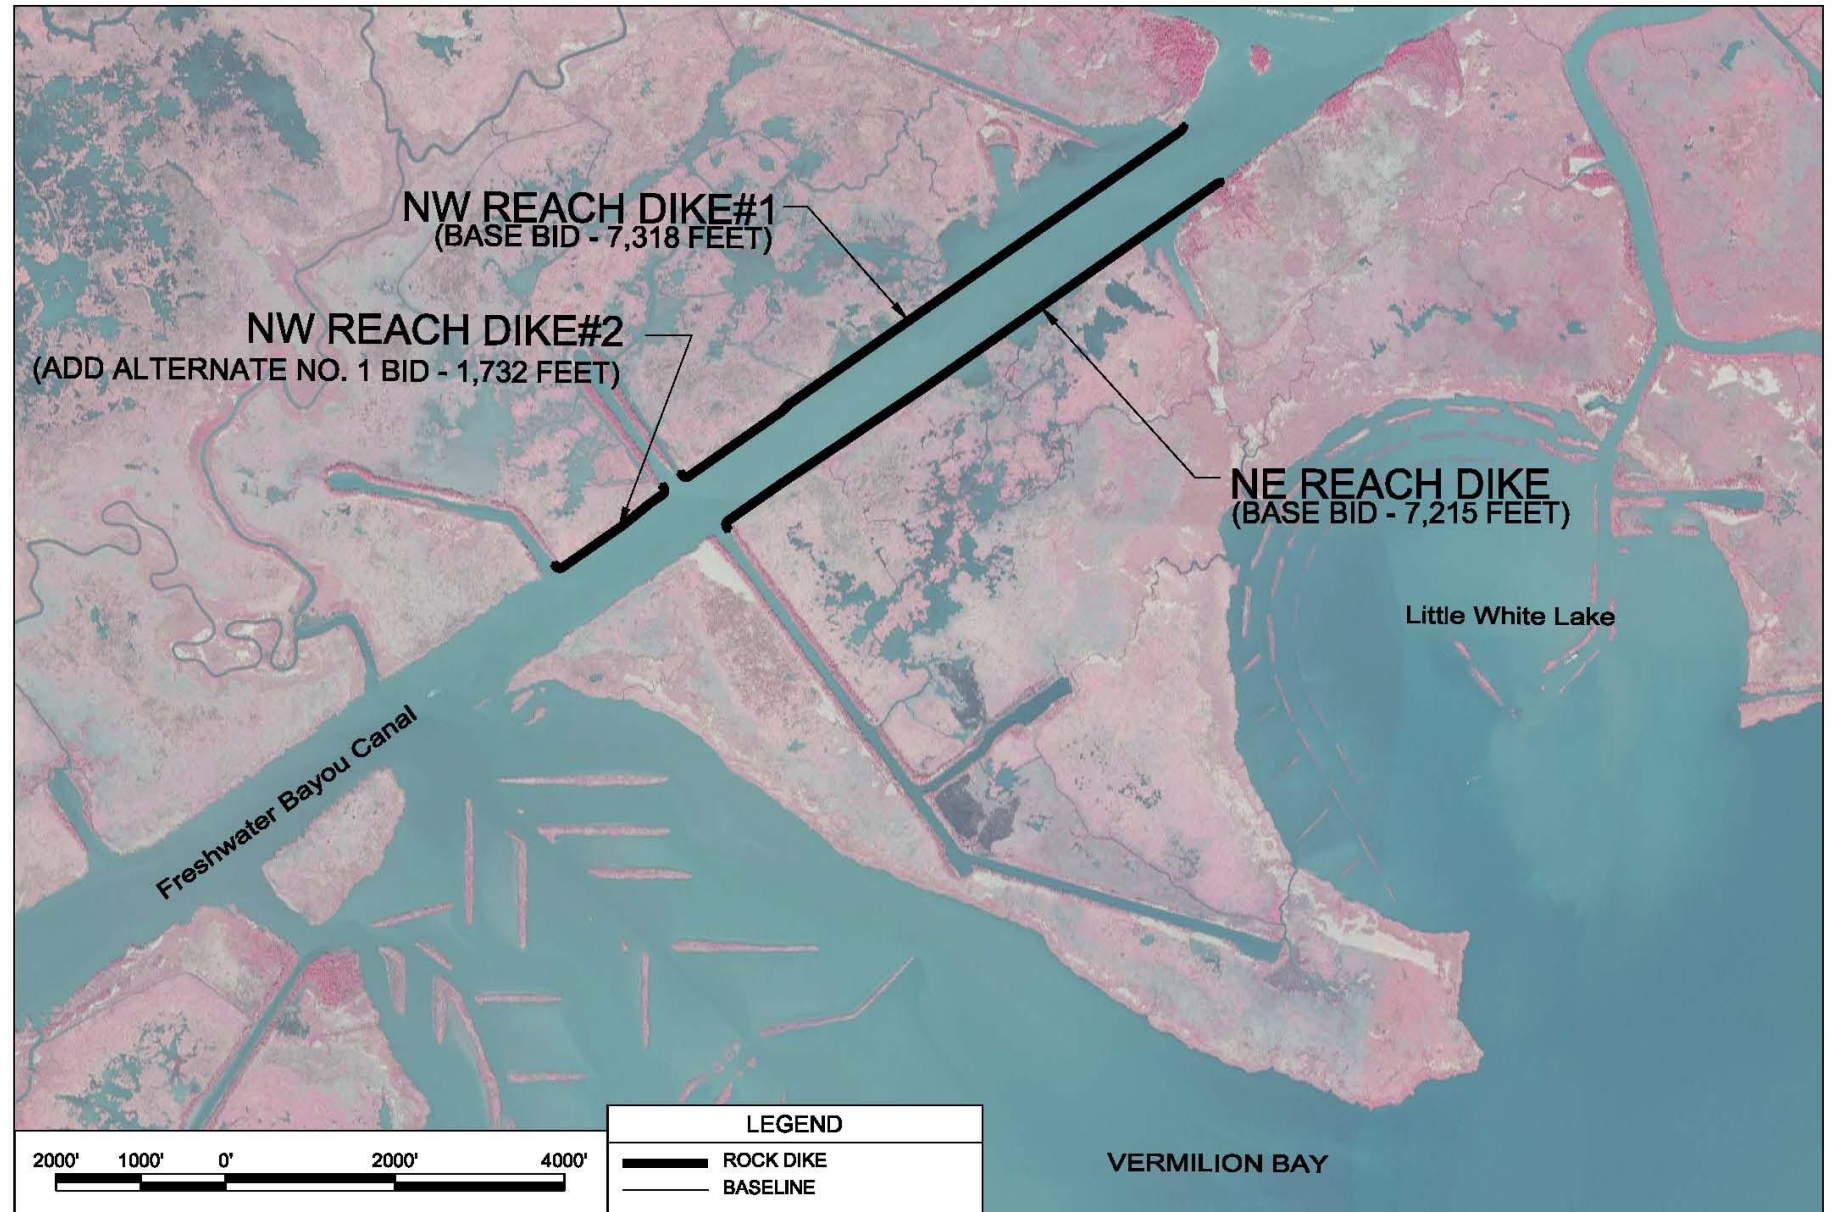 NW REACH DIKE#1
(BASE BID - 7,318 FEET)
NW REACH DIKE#2
(ADD ALTERNATE NO. 1 BID - 1,732 FEET)
NE REACH DIKE
(BASE BID - 7,215 FEET)
Little White Lake
Freshwater Bayou Canal
VERMILION BAY
2000' 1000' 0' 2000' 4000'
LEGEND
ROCK DIKE
BASELINE